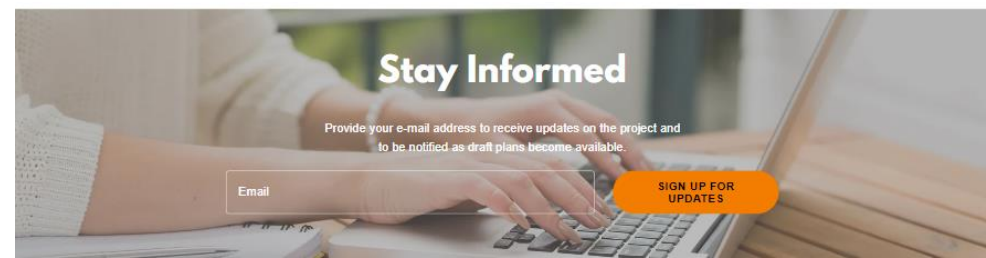 Stay Informed
Provide your e-mail address to receive updates on the project and
to be notified as draft plans become available.
Email
SIGN UP FOR
UPDATES